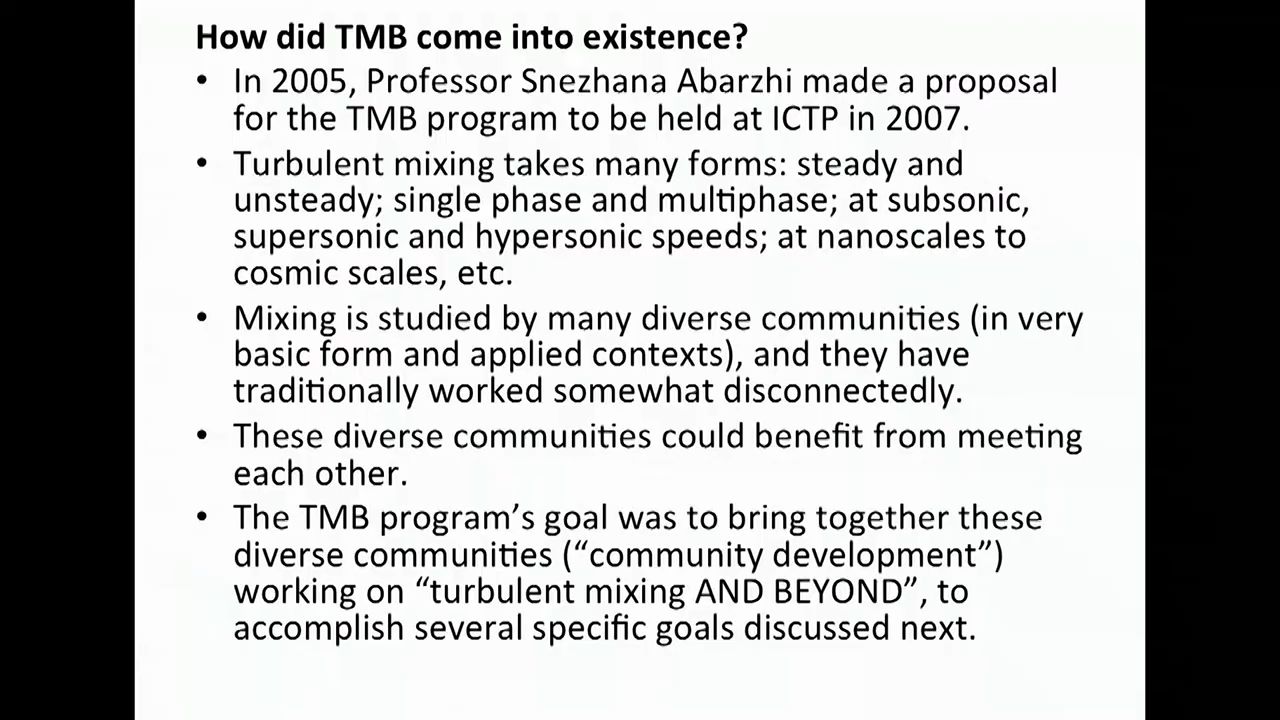 How did TMB come into existence?
• In 2005, Professor Snezhana Abarzhi made a proposal
for the TMB program to be held at ICTP in 2007.
• Turbulent mixing takes many forms: steady and
unsteady; single phase and multiphase; at subsonic,
supersonic and hypersonic speeds; at nanoscales to
cosmic scales, etc.
• Mixing is studied by many diverse communities (in very
basic form and applied contexts), and they have
traditionally worked somewhat disconnectedly.
• These diverse communities could benefit from meeting
each other.
• The TMB program’s goal was to bring together these
diverse communities (“community development”)
working on “turbulent mixing AND BEYOND”, to
accomplish several specific goals discussed next.